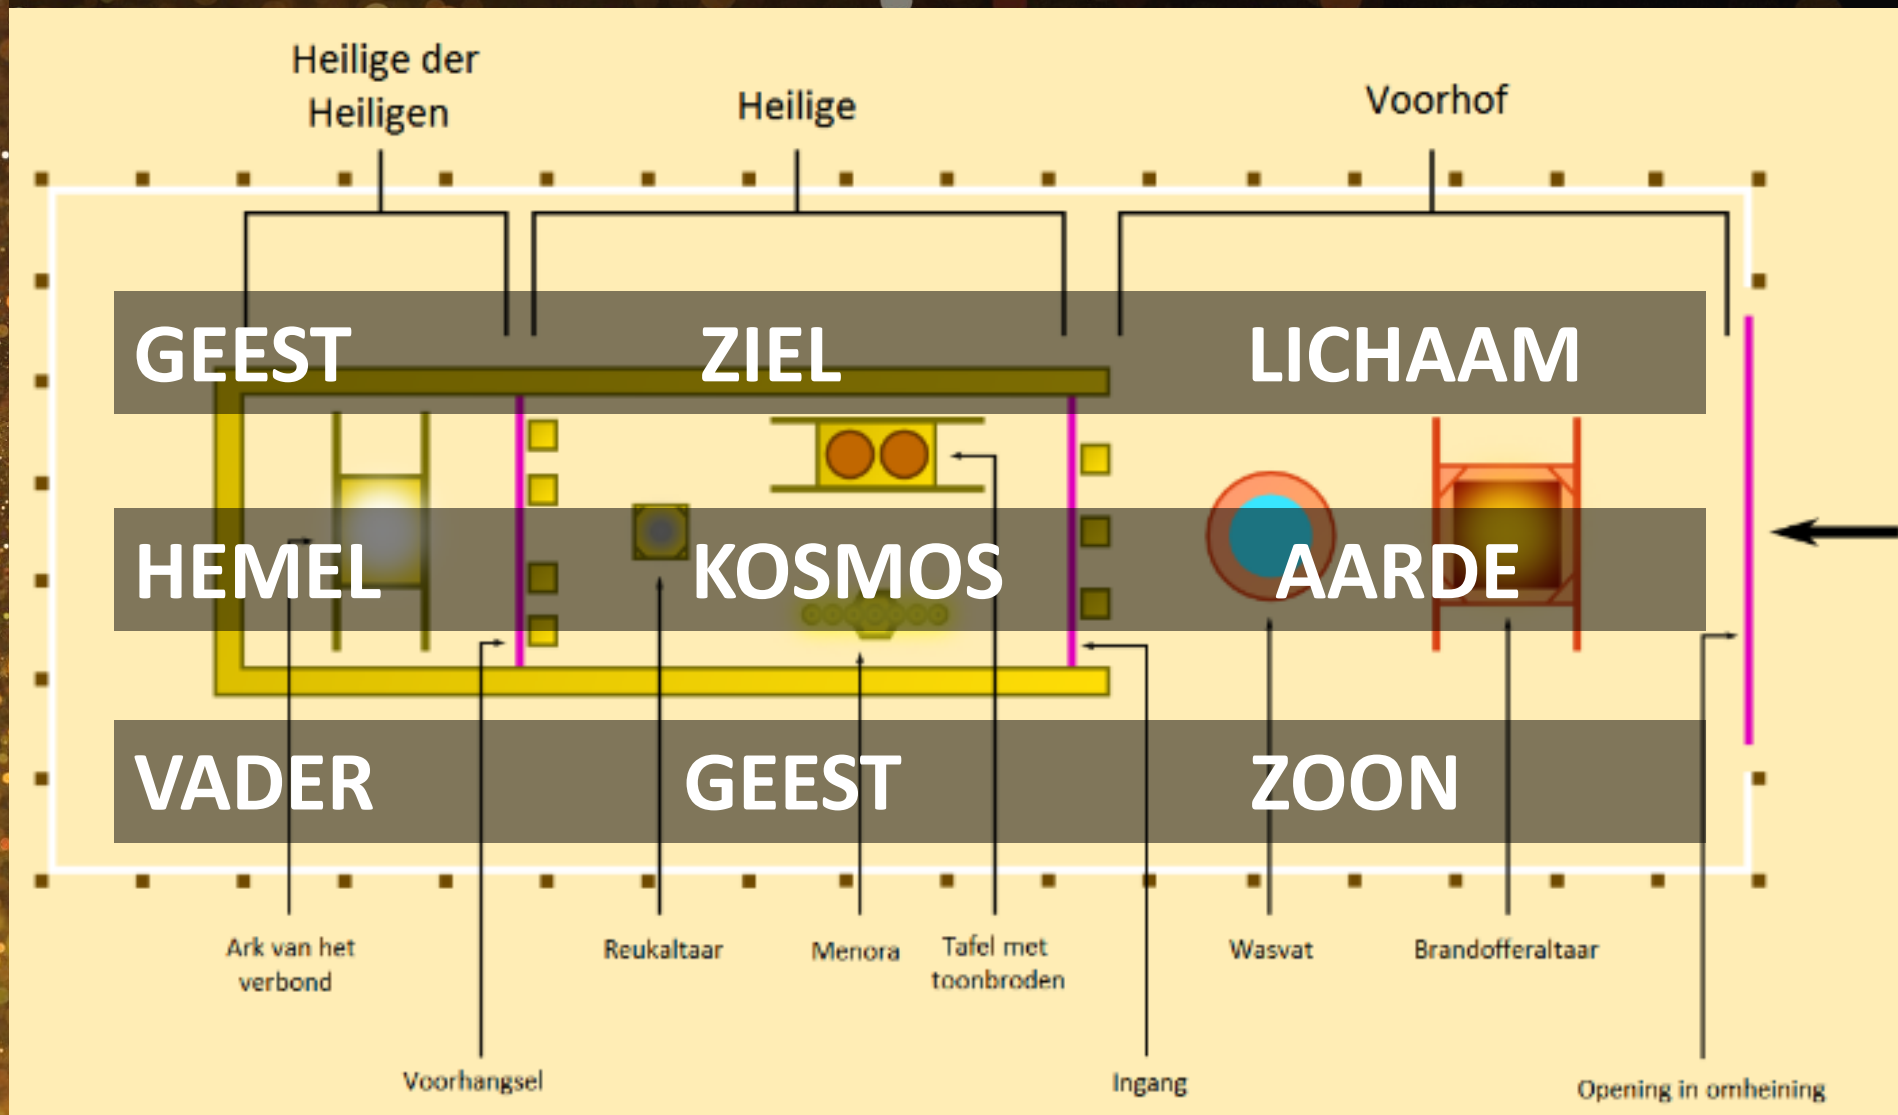 Heilige der
Heiligen
Heilige
Voorhof
GEEST ZIEL LICHAAM
HEMEL KOSMOS AARDE
VADER GEEST ZOON
Ark van het
verbond
Reukaltaar
Menora
Tafel met
toonbroden
Wasvat
Brandofferaltaar
Voorhangsel
Ingang
Opening in omheining